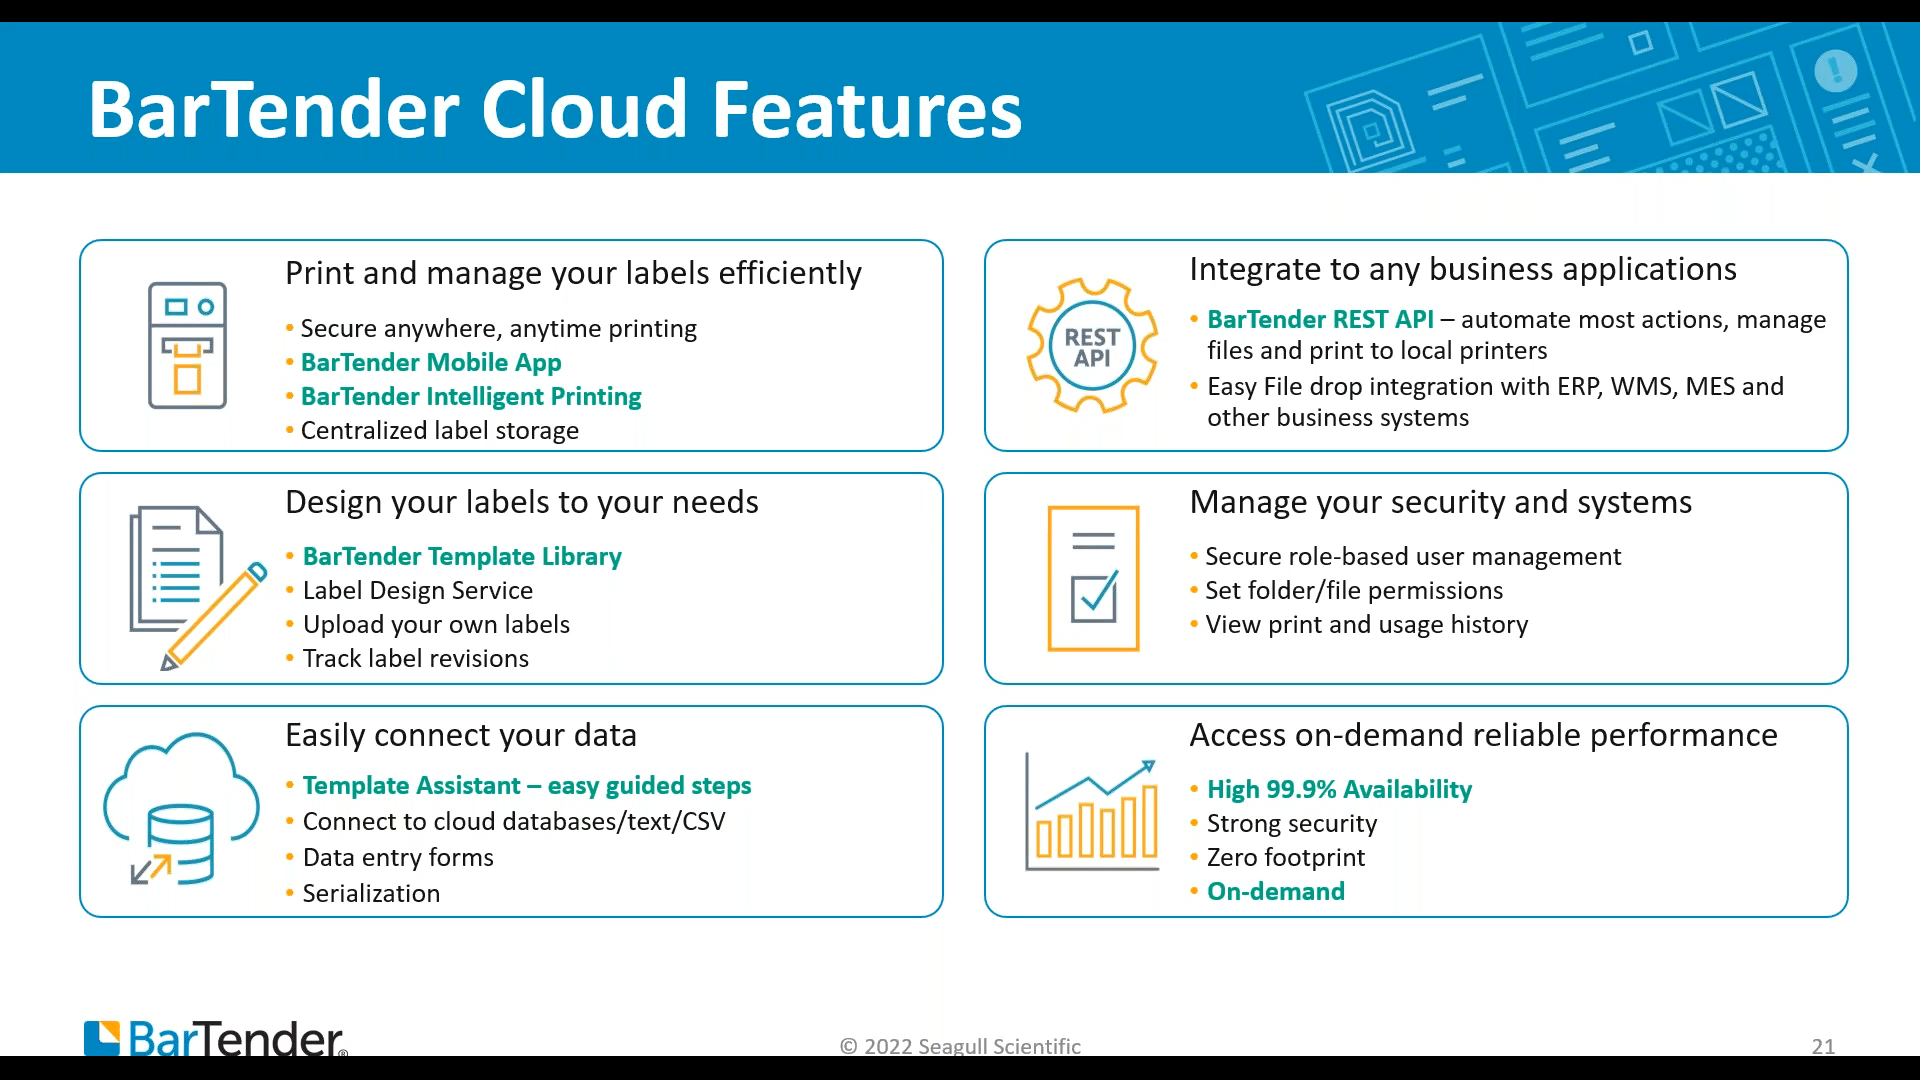 BarTender Cloud Features
Print and manage your labels efficiently
• Secure anywhere, anytime printing
• BarTender Mobile App
• BarTender Intelligent Printing
• Centralized label storage
REST
API
Integrate to any business applications
• BarTender REST API – automate most actions, manage
files and print to local printers
• Easy File drop integration with ERP, WMS, MES and
other business systems
Design your labels to your needs
• BarTender Template Library
• Label Design Service
• Upload your own labels
• Track label revisions
Manage your security and systems
• Secure role-based user management
• Set folder/file permissions
• View print and usage history
Easily connect your data
• Template Assistant – easy guided steps
• Connect to cloud databases/text/CSV
• Data entry forms
• Serialization
Access on-demand reliable performance
• High 99.9% Availability
• Strong security
• Zero footprint
• On-demand
BarTender®
© 2022 Seagull Scientific
21